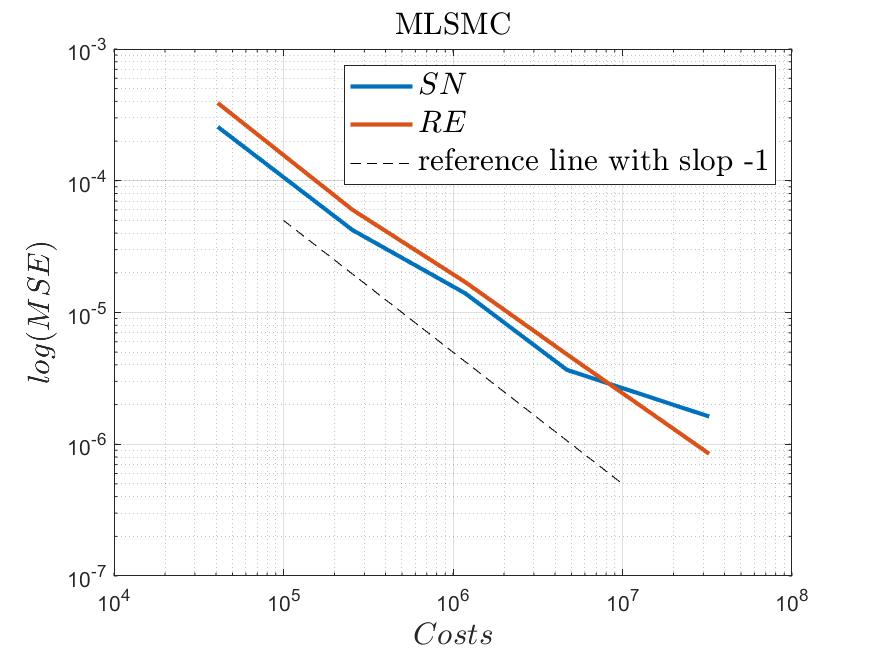 MLSMC
SN
RE
reference line with slop -1
log(MSE)
10^-3
10^-4
10^-5
10^-6
10^-7
10^4 10^5 10^6 10^7 10^8
Costs